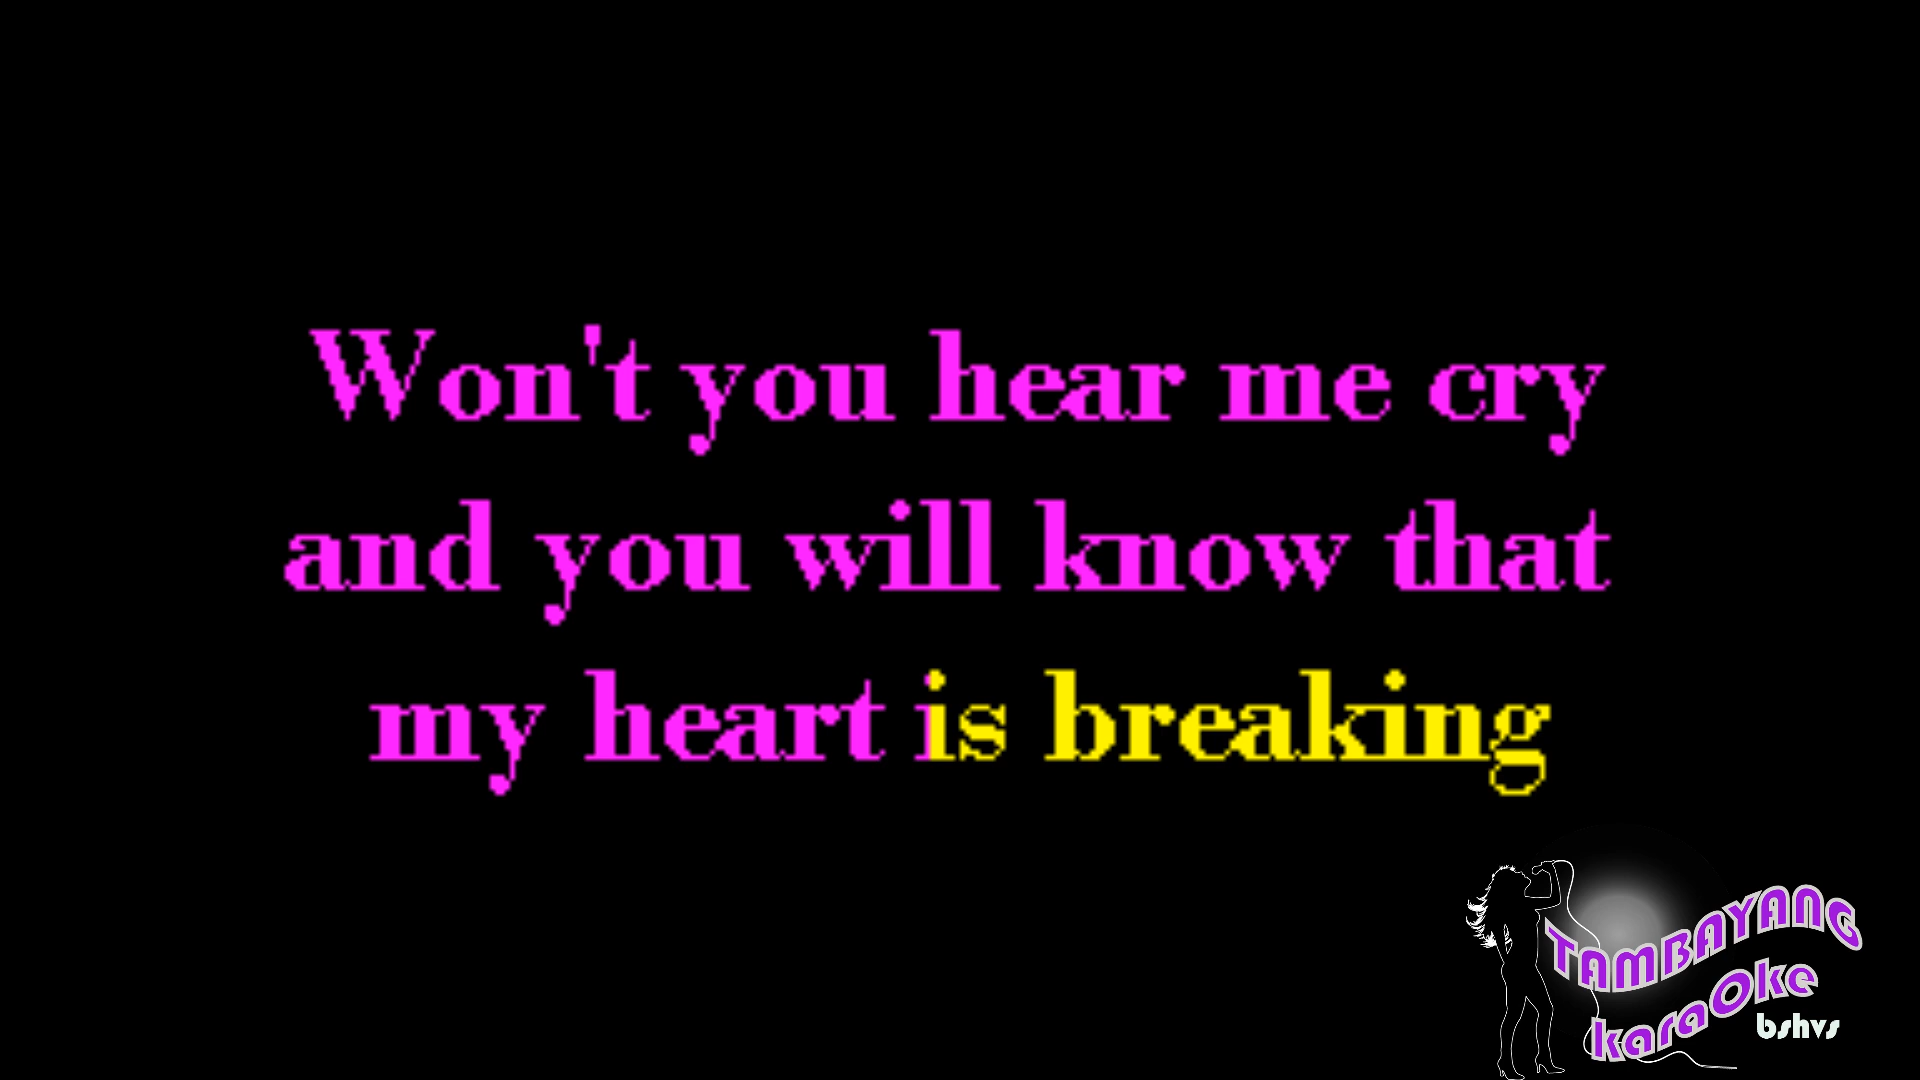 Won't you hear me cry
and you will know that
my heart is breaking
TAMBAYANG
karaOke
bshvs